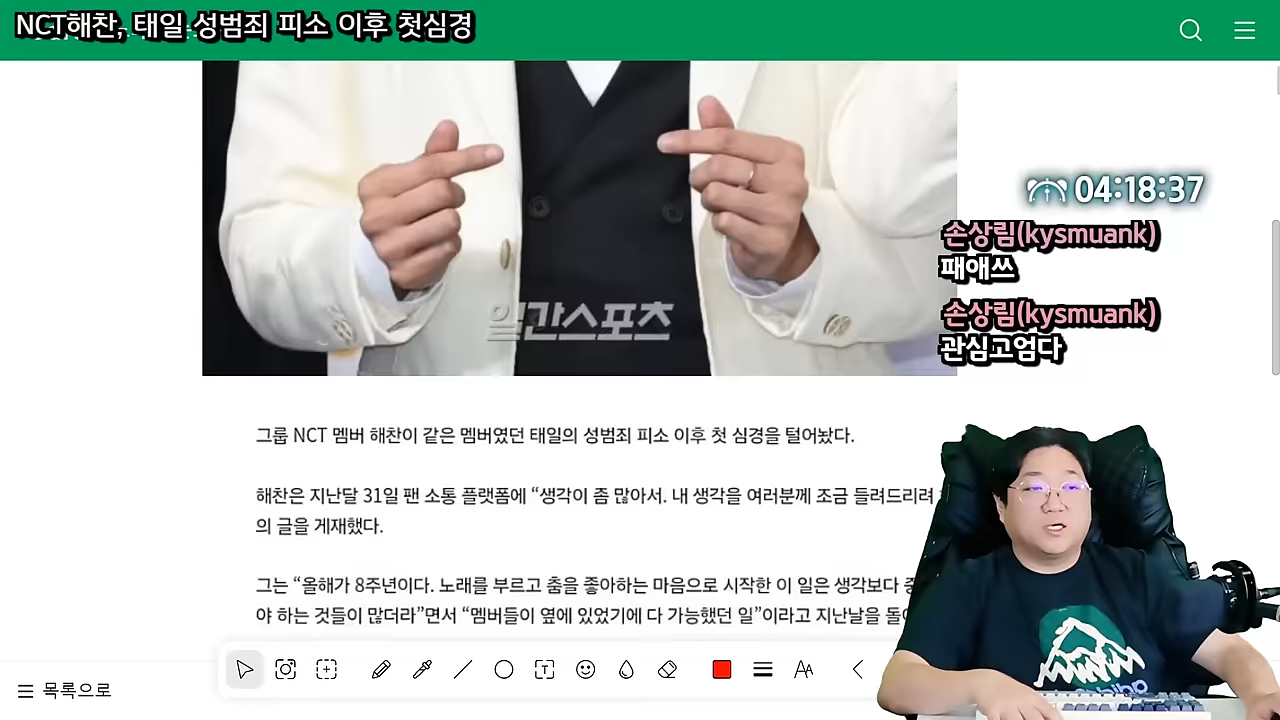 NCT해찬, 태일 성범죄 피소 이후 첫심경
04:18:37
손상림(kysmuank)
패애쓰
손상림(kysmuank)
관심고엄다
일간스포츠
그룹 NCT 멤버 해찬이 같은 멤버였던 태일의 성범죄 피소 이후 첫 심경을 털어놨다.
해찬은 지난달 31일 팬 소통 플랫폼에 “생각이 좀 많아서. 내 생각을 여러분께 조금 들려드리려
의 글을 게재했다.
그는 “올해가 8주년이다. 노래를 부르고 춤을 좋아하는 마음으로 시작한 이 일은 생각보다
야 하는 것들이 많더라”면서 “멤버들이 옆에 있었기에 다 가능했던 일”이라고 지난날을
T
AA
목록으로